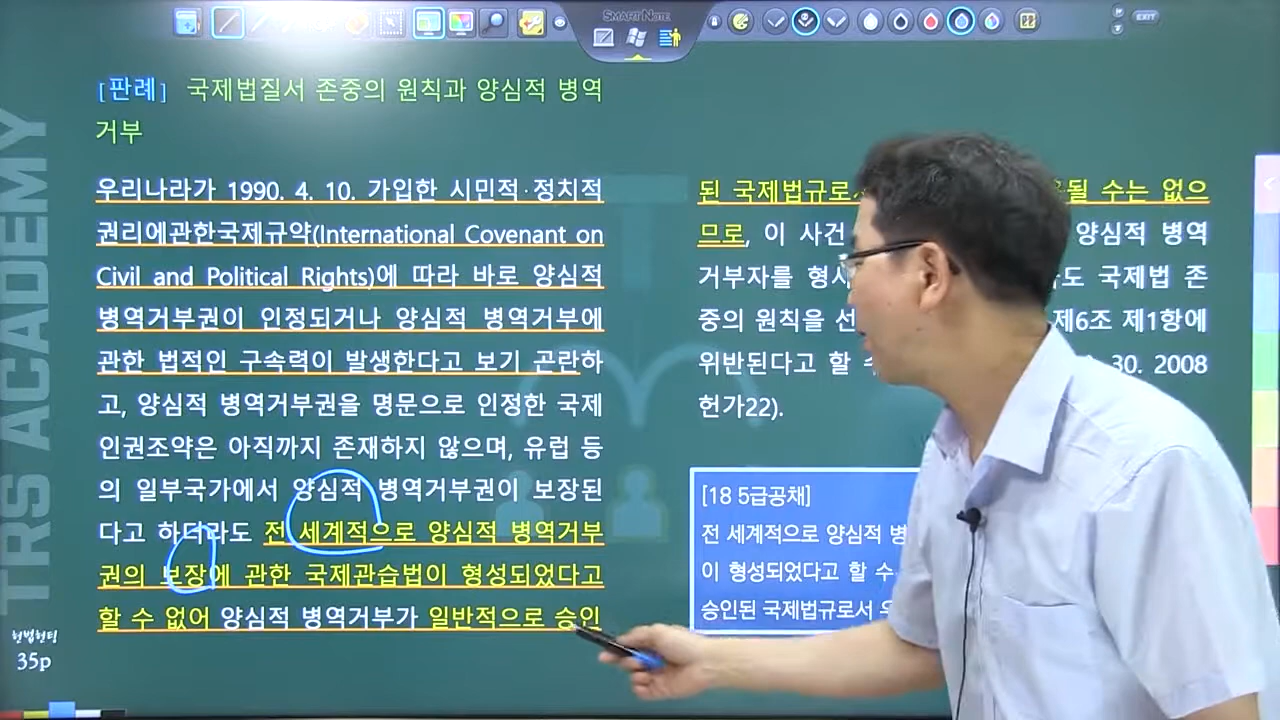 SMART NOTE
EXIT
[판례] 국제법질서 존중의 원칙과 양심적 병역
거부
우리나라가 1990. 4. 10. 가입한 시민적·정치적
권리에관한국제규약(International Covenant on
Civil and Political Rights)에 따라 바로 양심적
병역거부권이 인정되거나 양심적 병역거부에
관한 법적인 구속력이 발생한다고 보기 곤란하
고, 양심적 병역거부권을 명문으로 인정한 국제
인권조약은 아직까지 존재하지 않으며, 유럽 등
의 일부국가에서 양심적 병역거부권이 보장된
다고 하더라도 전 세계적으로 양심적 병역거부
권의 보장에 관한 국제관습법이 형성되었다고
할 수 없어 양심적 병역거부가 일반적으로 승인
된 국제법규로서 될 수는 없으
므로, 이 사건 양심적 병역
거부자를 형사 도 국제법 존
중의 원칙을 선 제6조 제1항에
위반된다고 할 수 30. 2008
헌가22).
[18 5급공채]
전 세계적으로 양심적 병
이 형성되었다고 할 수
승인된 국제법규로서
TRS ACADEMY
형법헌팀
35p